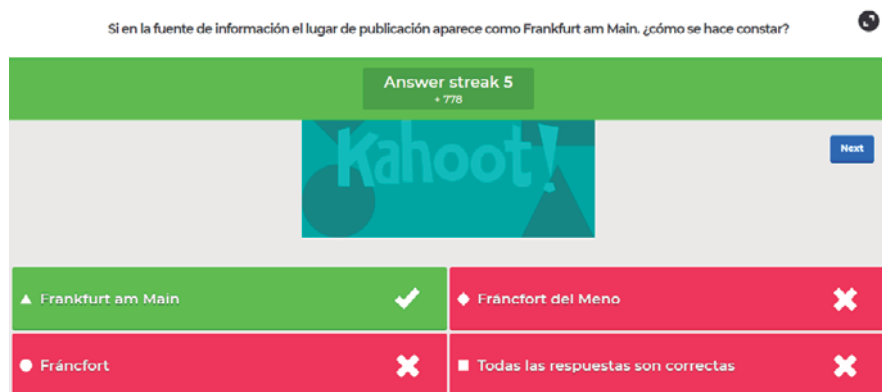 Si en la fuente de información el lugar de publicación aparece como Frankfurt am Main. ¿cómo se hace constar?
Answer streak 5
+ 778
Kahoot!
Next
Frankfurt am Main
Fráncfort del Meno
Fráncfort
Todas las respuestas son correctas